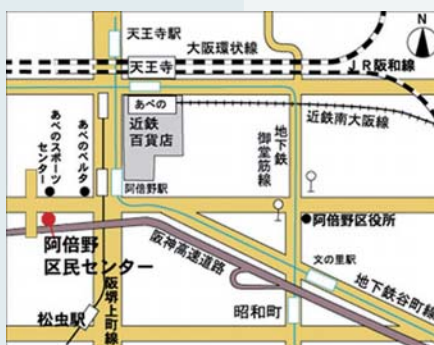 天王寺駅
大阪環状線
N
天王寺
JR阪和線
あべの
近鉄
百貨店
近鉄南大阪線
地下鉄
御堂筋線
あべのスポーツ
センター
あべのベルタ
阿倍野駅
阿倍野区役所
阿倍野
区民センター
阪神高速道路
文の里駅
地下鉄谷町線
阪堺上町線
松虫駅
昭和町